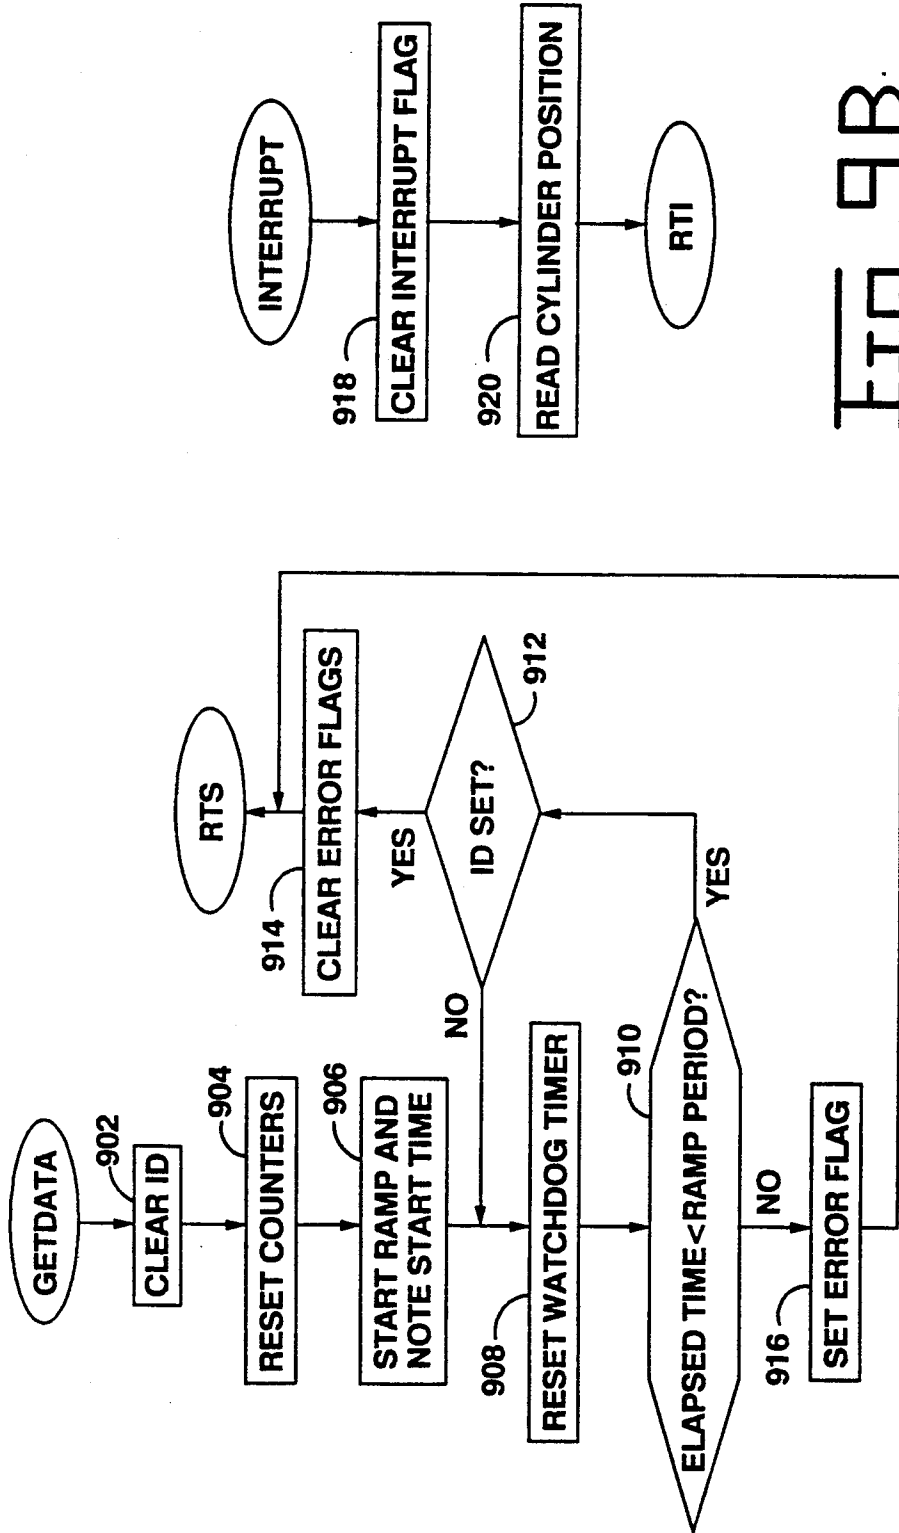 GETDATA
902
CLEAR ID
904
RESET COUNTERS
906
START RAMP AND
NOTE START TIME
908
RESET WATCHDOG TIMER
910
ELAPSED TIME<RAMP PERIOD?
YES
NO
916
SET ERROR FLAG
912
ID SET?
NO
YES
914
CLEAR ERROR FLAGS
RTS
INTERRUPT
918
CLEAR INTERRUPT FLAG
920
READ CYLINDER POSITION
RTI
FIG 9B